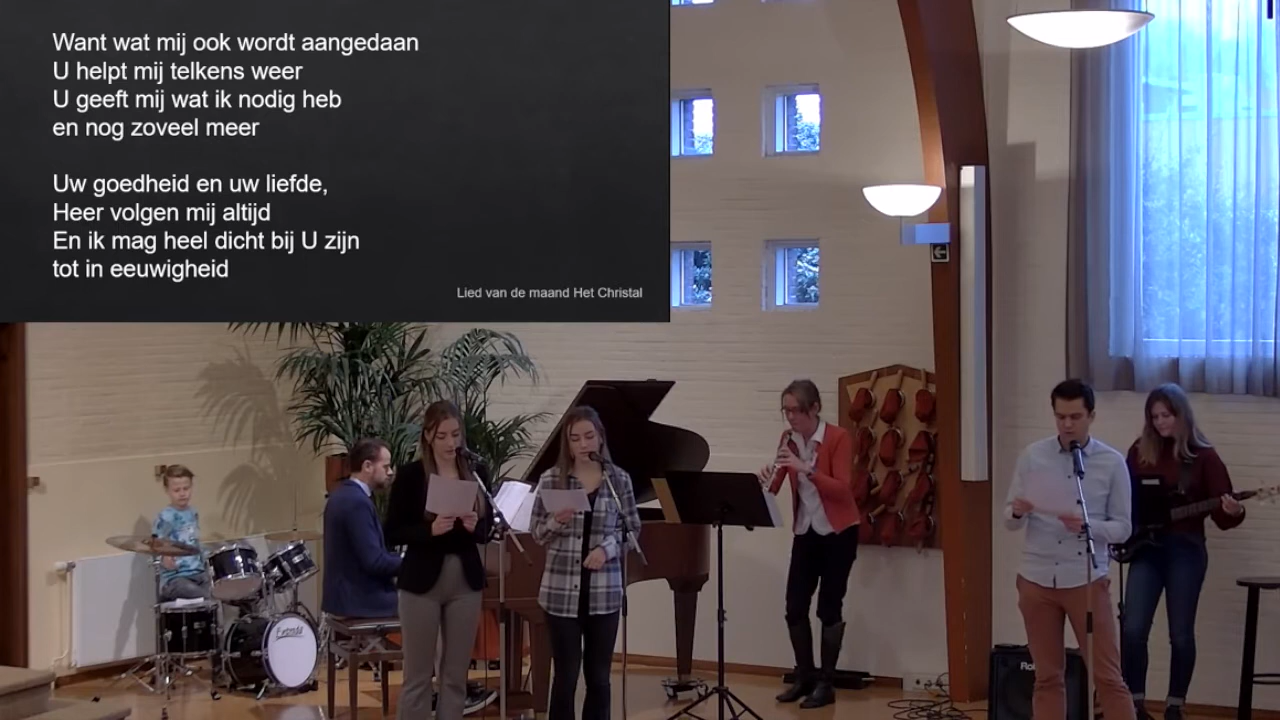 Want wat mij ook wordt aangedaan
U helpt mij telkens weer
U geeft mij wat ik nodig heb
en nog zoveel meer
Uw goedheid en uw liefde,
Heer volgen mij altijd
En ik mag heel dicht bij U zijn
tot in eeuwigheid
Lied van de maand Het Christal